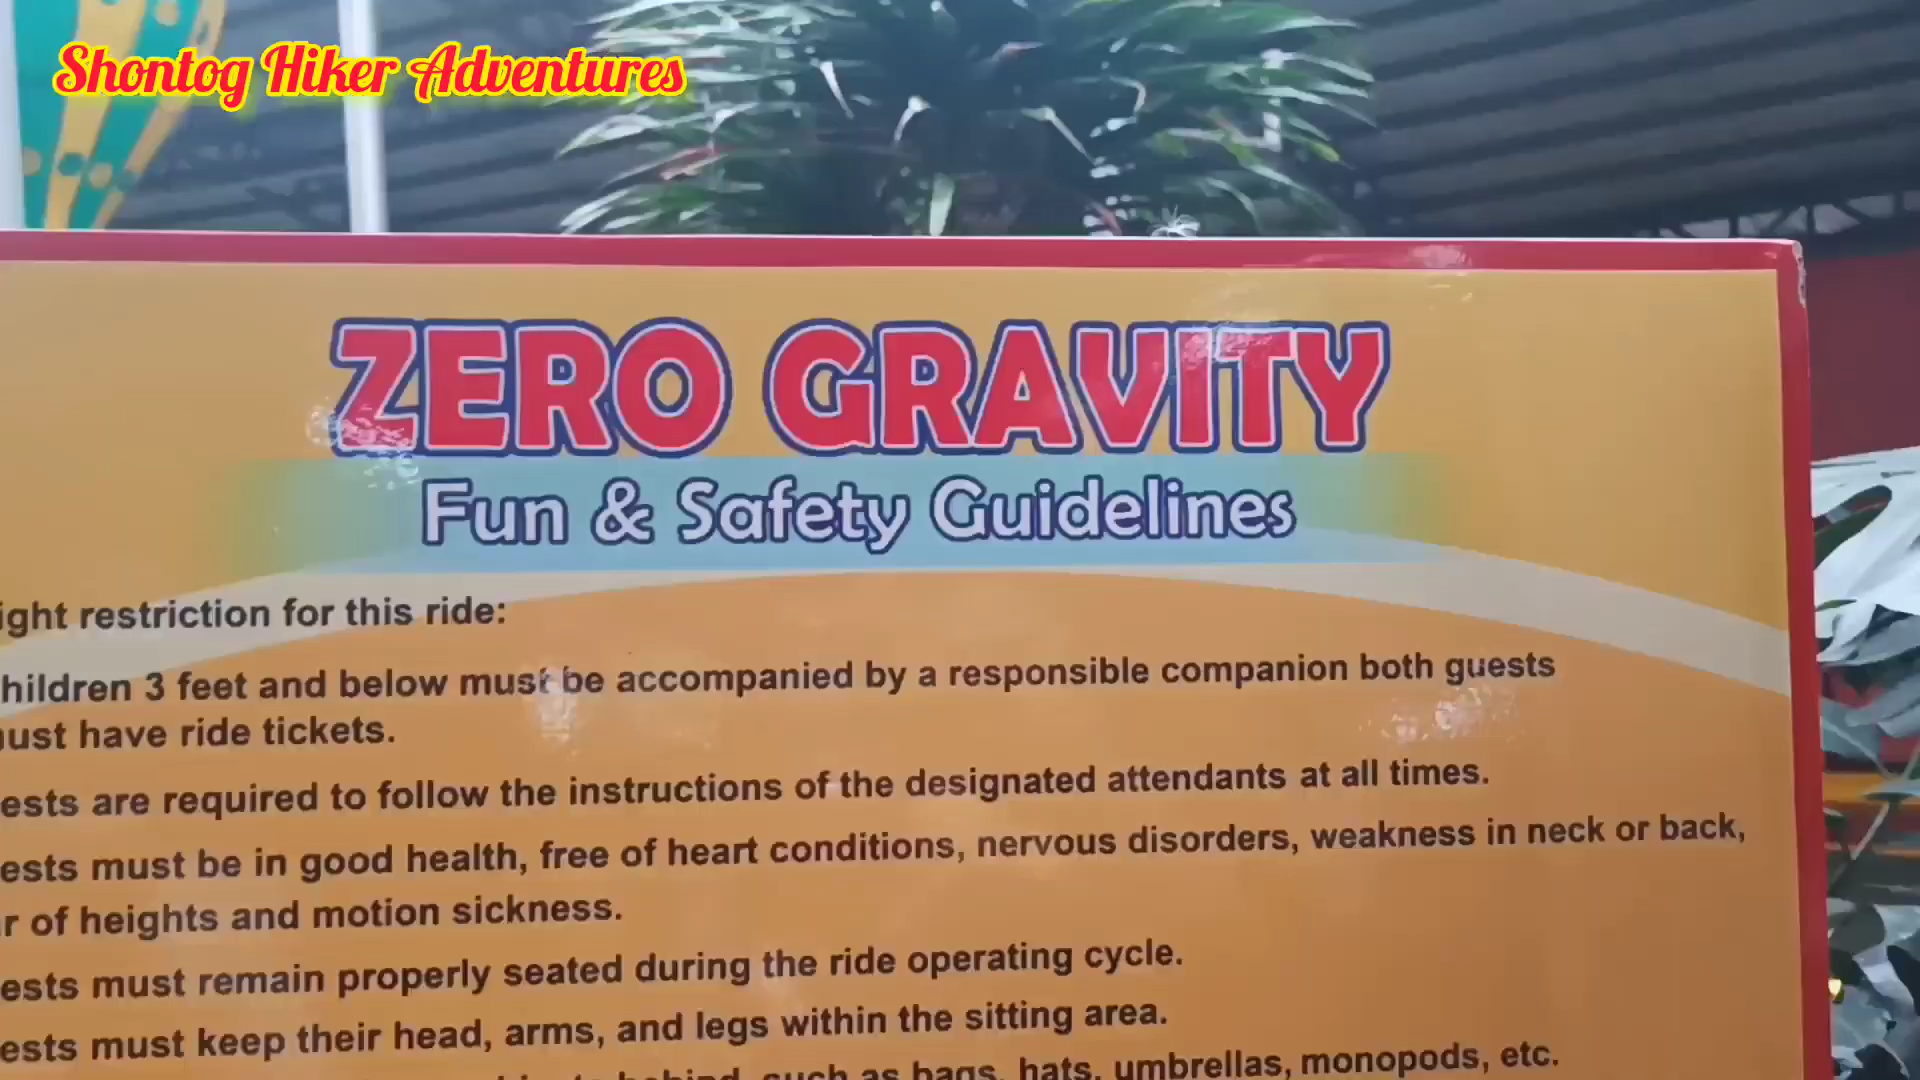 Shontog Hiker Adventures
ZERO GRAVITY
Fun & Safety Guidelines
ight restriction for this ride:
hildren 3 feet and below must be accompanied by a responsible companion both guests
ust have ride tickets.
ests are required to follow the instructions of the designated attendants at all times.
ests must be in good health, free of heart conditions, nervous disorders, weakness in neck or back,
r of heights and motion sickness.
ests must remain properly seated during the ride operating cycle.
ests must keep their head, arms, and legs within the sitting area.
behind, such as bags, hats, umbrellas, monopods, etc.